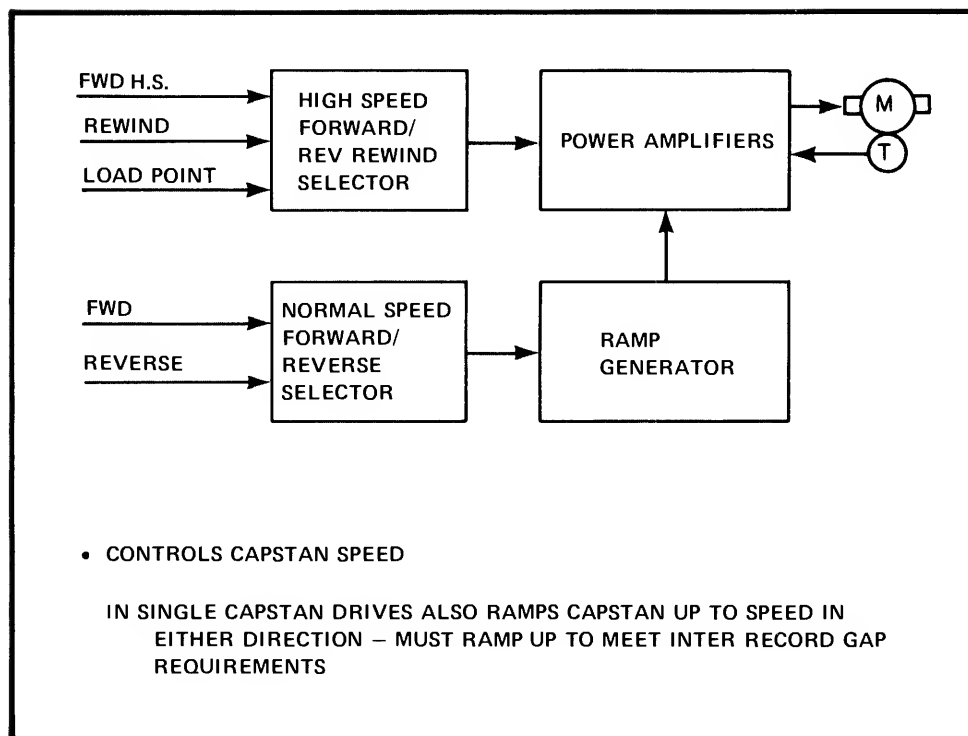 FWD H.S.
REWIND
LOAD POINT
HIGH SPEED
FORWARD/
REV REWIND
SELECTOR
POWER AMPLIFIERS
M
T
FWD
REVERSE
NORMAL SPEED
FORWARD/
REVERSE
SELECTOR
RAMP
GENERATOR
• CONTROLS CAPSTAN SPEED
IN SINGLE CAPSTAN DRIVES ALSO RAMPS CAPSTAN UP TO SPEED IN
EITHER DIRECTION – MUST RAMP UP TO MEET INTER RECORD GAP
REQUIREMENTS